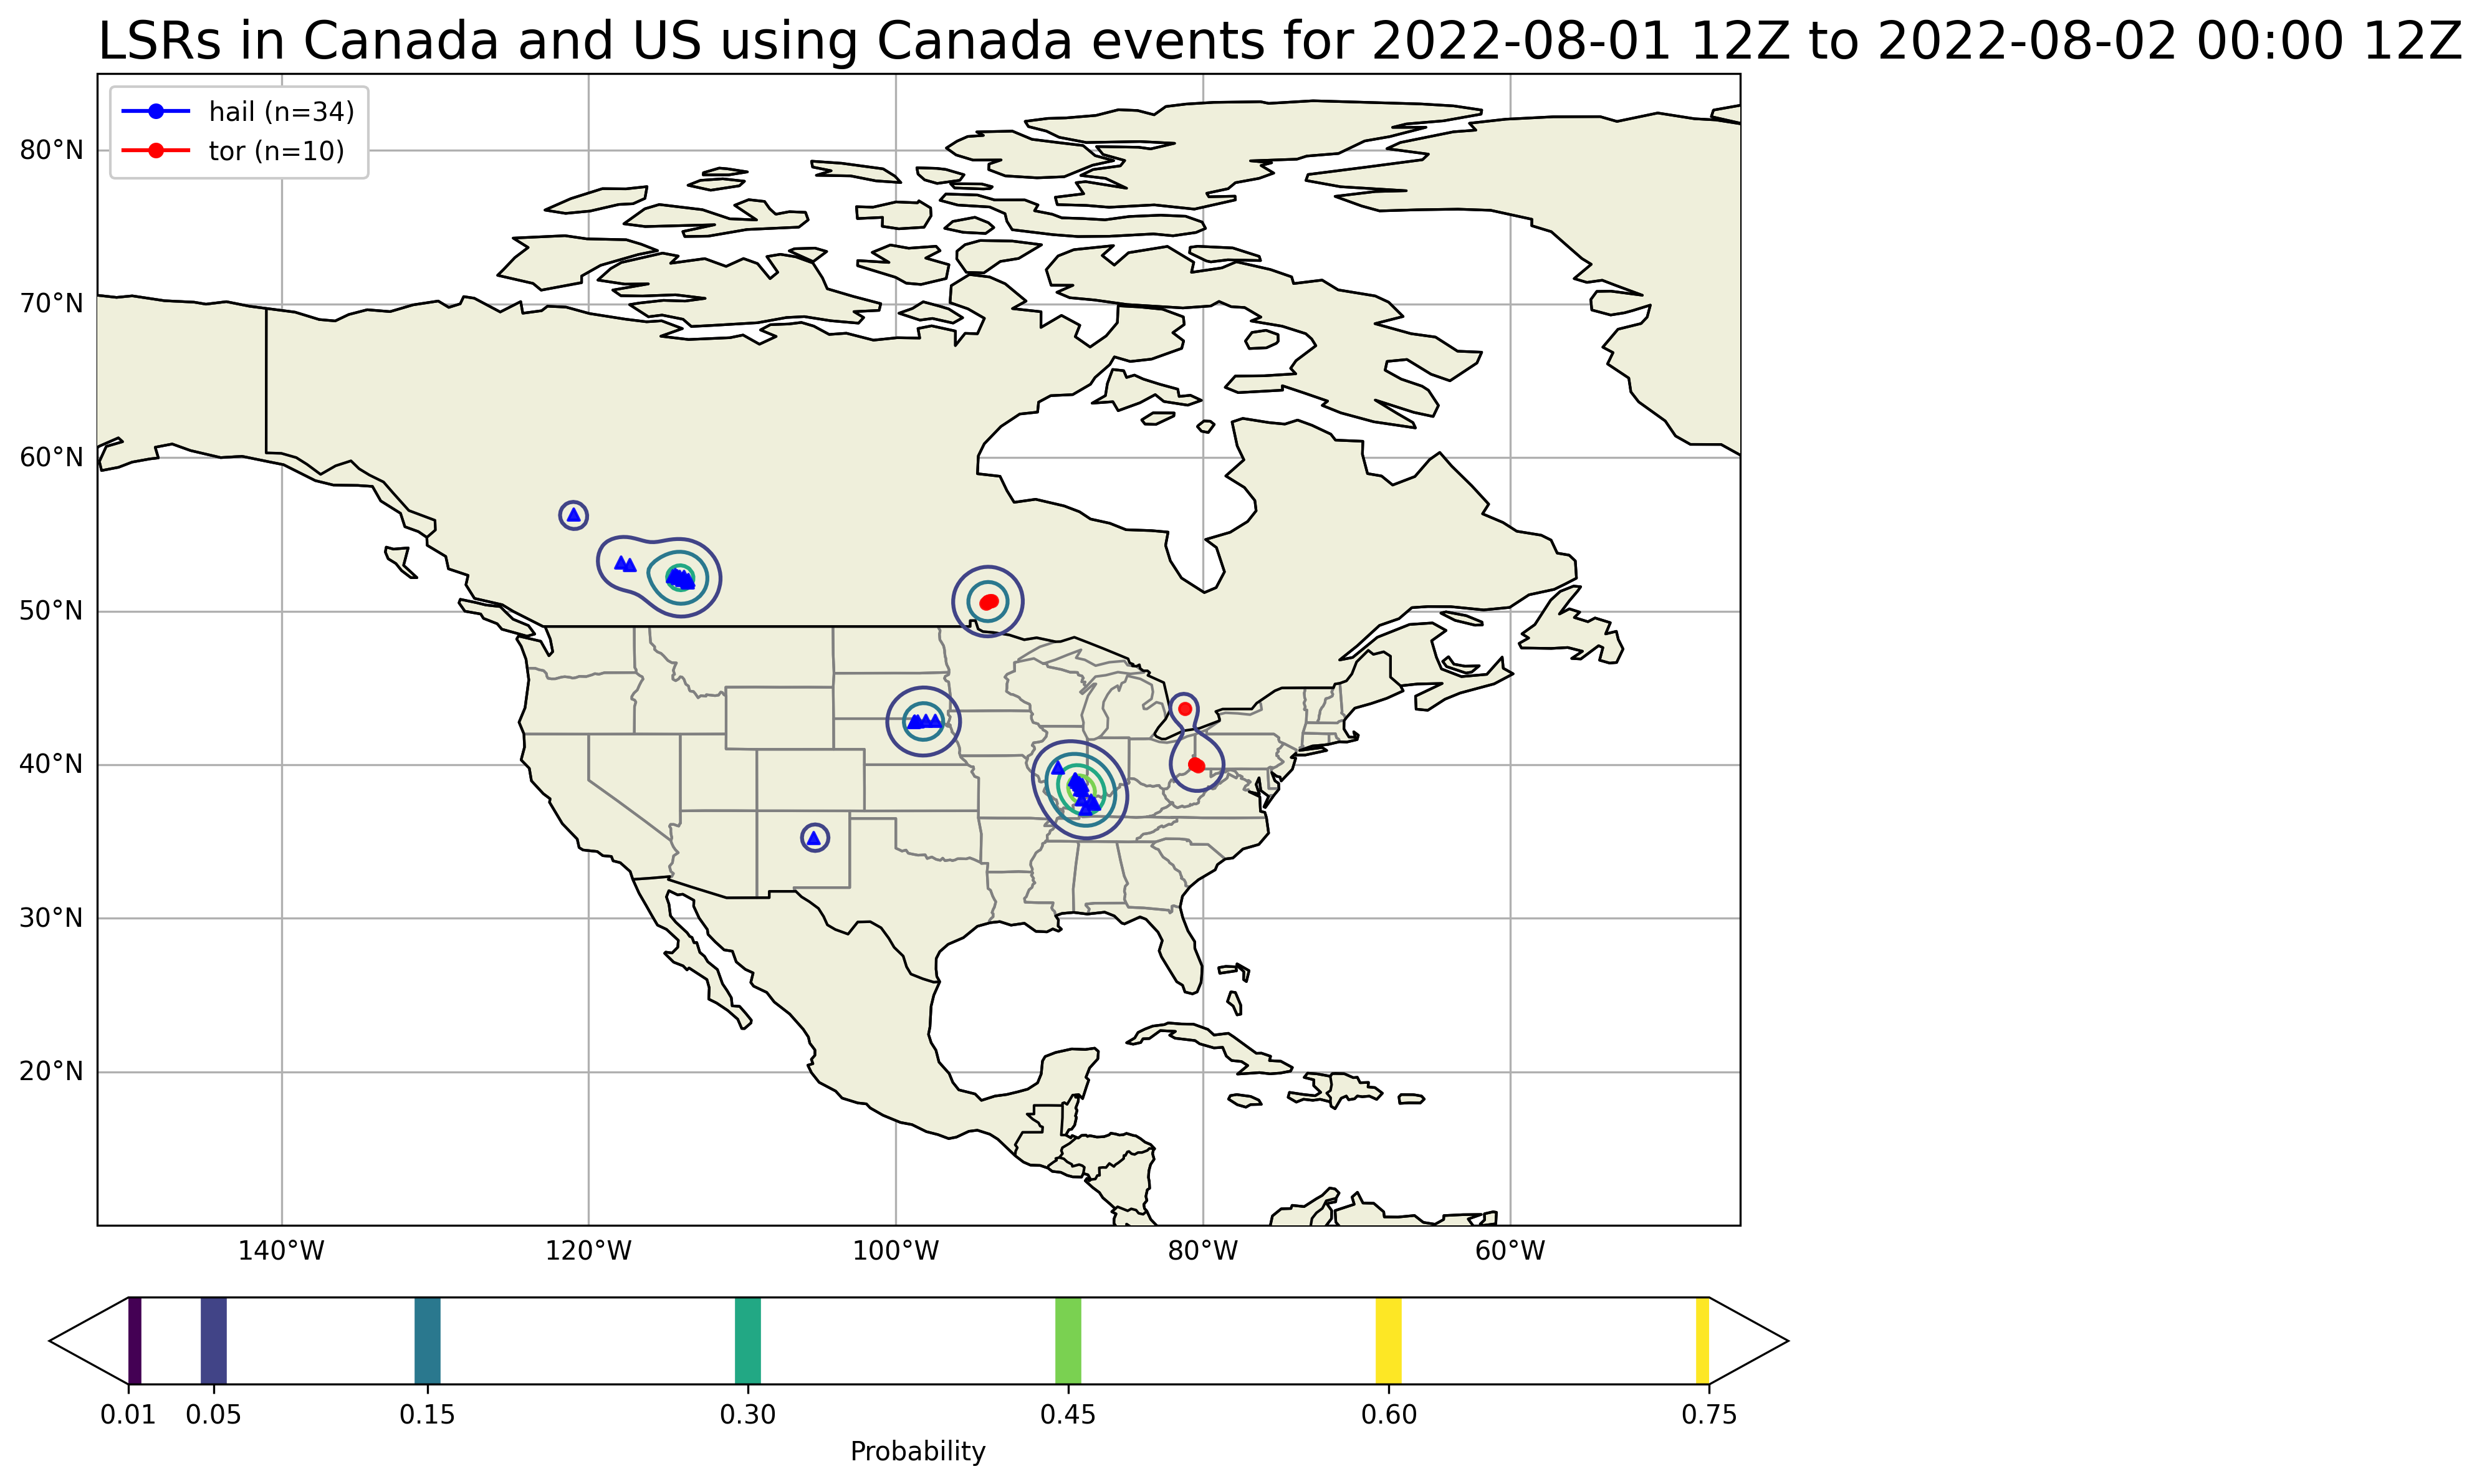 LSRs in Canada and US using Canada events for 2022-08-01 12Z to 2022-08-02 00:00 12Z
hail (n=34)
tor (n=10)
80°N
70°N
60°N
50°N
40°N
30°N
20°N
140°W 120°W 100°W 80°W 60°W
0.01 0.05 0.15 0.30 0.45 0.60 0.75
Probability